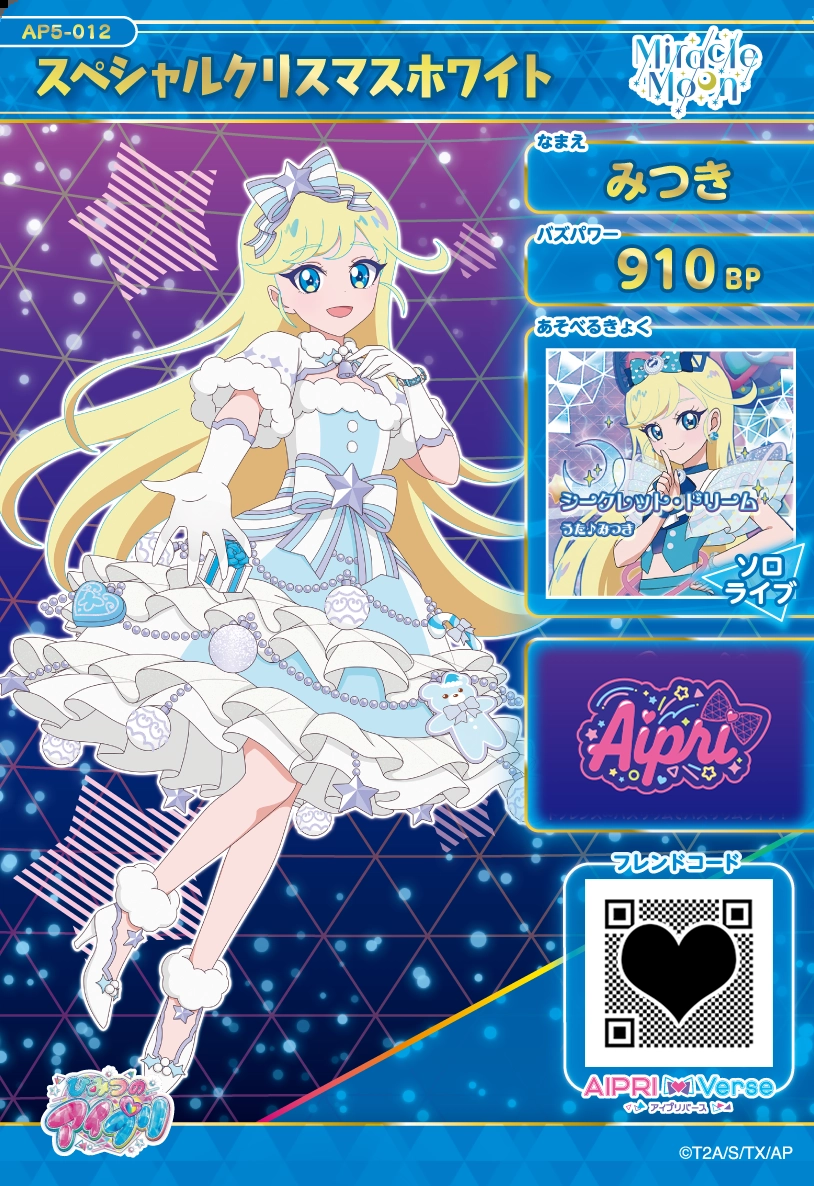 AP5-012
スペシャルクリスマスホワイト
Miracle
Moon
なまえ
みつき
バズパワー
910BP
あそべるきょく
シークレット・ドリーム
うた♪みつき
ソロ
ライブ
Aipri
フレンドコード
AIPRI Verse
アイプリバース
ひみつの
アイプリ
©T2A/S/TX/AP